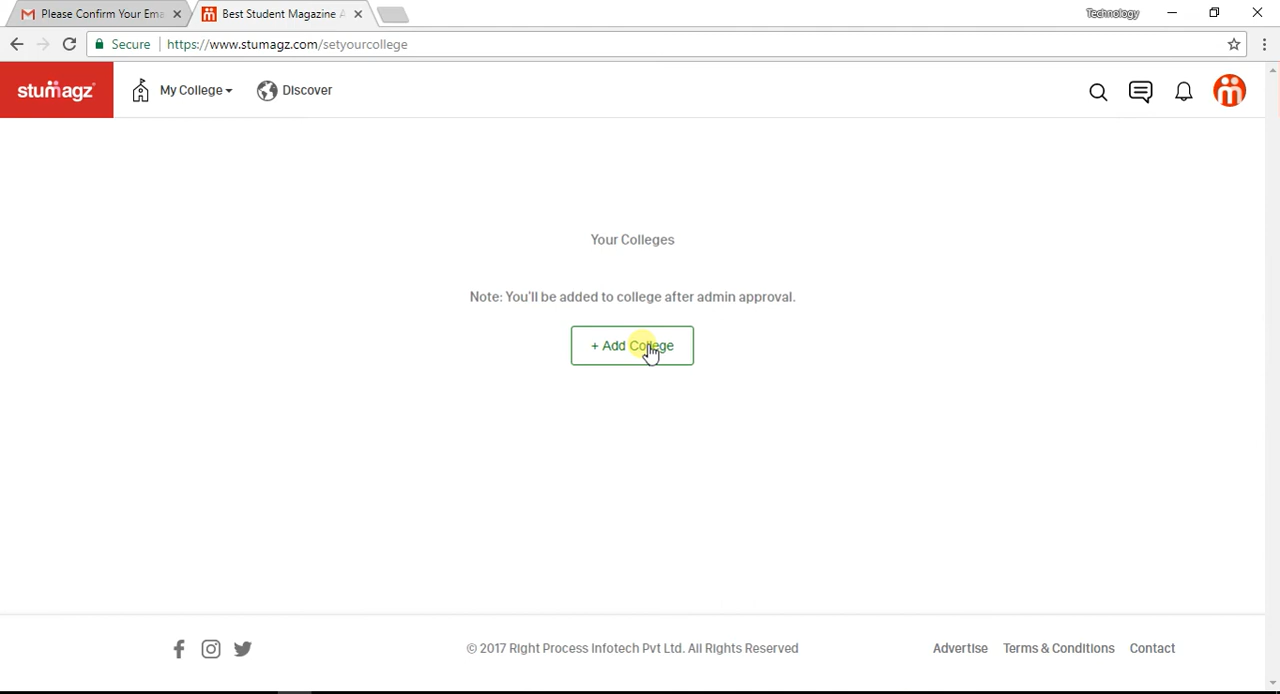 Please Confirm Your Ema
Best Student Magazine A
Technology
Secure
https://www.stumagz.com/setyourcollege
stumagz
My College
Discover
Your Colleges
Note: You'll be added to college after admin approval.
+ Add College
© 2017 Right Process Infotech Pvt Ltd. All Rights Reserved
Advertise
Terms & Conditions
Contact